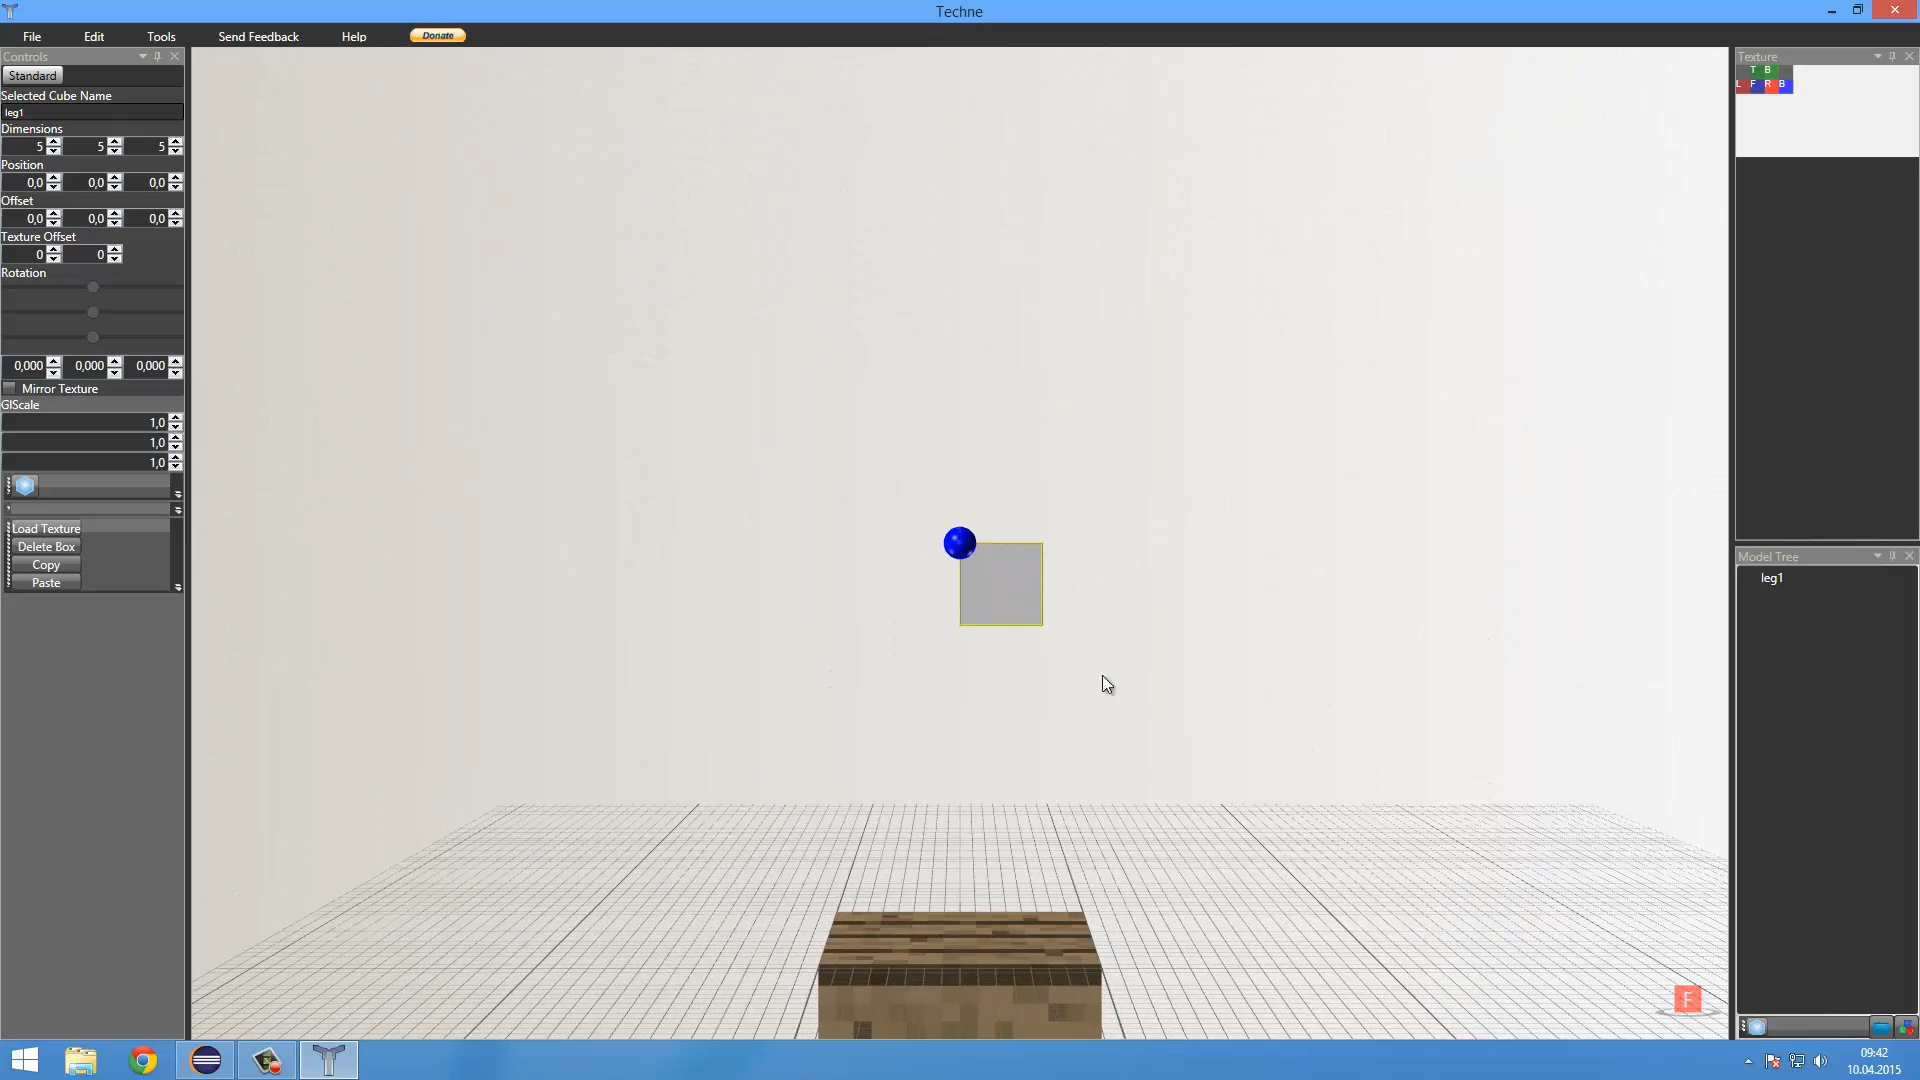 Techne
File Edit Tools Send Feedback Help Donate
Controls
Standard
Selected Cube Name
leg1
Dimensions
5 5 5
Position
0,0 0,0 0,0
Offset
0,0 0,0 0,0
Texture Offset
0 0
Rotation
0,000 0,000 0,000
Mirror Texture
GlScale
1,0
1,0
1,0
Load Texture
Delete Box
Copy
Paste
F
Texture
T B
L F R B
Model Tree
leg1
09:42
10.04.2015